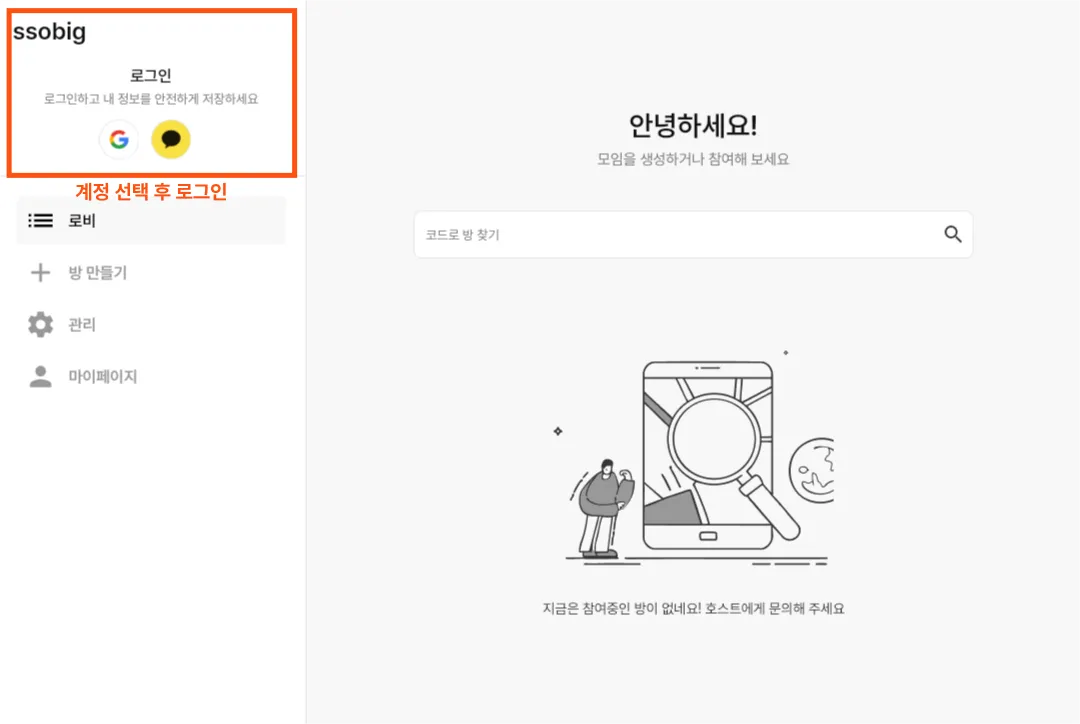 ssobig
로그인
로그인하고 내 정보를 안전하게 저장하세요
계정 선택 후 로그인
로비
방 만들기
관리
마이페이지
안녕하세요!
모임을 생성하거나 참여해 보세요
코드로 방 찾기
지금은 참여중인 방이 없네요! 호스트에게 문의해 주세요